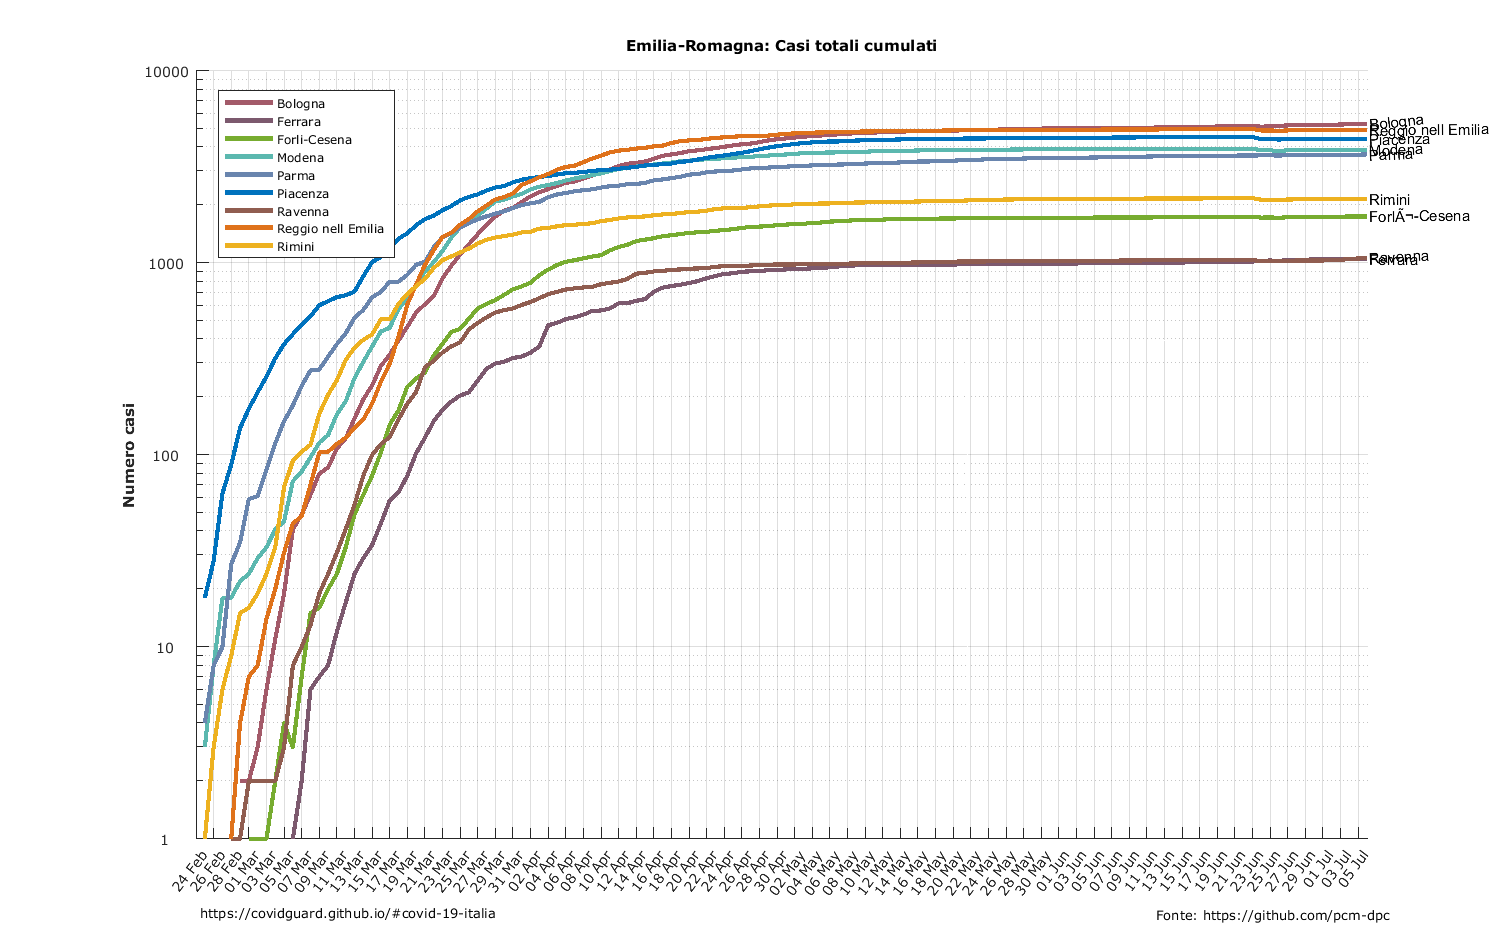 Emilia-Romagna: Casi totali cumulati
10000
1000
100
10
1
Numero casi
Bologna
Ferrara
Forli-Cesena
Modena
Parma
Piacenza
Ravenna
Reggio nell Emilia
Rimini
Bologna
Reggio nell Emilia
Piacenza
Modena
Parma
Rimini
ForlÃ¬-Cesena
Ravenna
Ferrara
24 Feb
26 Feb
28 Feb
01 Mar
03 Mar
05 Mar
07 Mar
09 Mar
11 Mar
13 Mar
15 Mar
17 Mar
19 Mar
21 Mar
23 Mar
25 Mar
27 Mar
29 Mar
31 Mar
02 Apr
04 Apr
06 Apr
08 Apr
10 Apr
12 Apr
14 Apr
16 Apr
18 Apr
20 Apr
22 Apr
24 Apr
26 Apr
28 Apr
30 Apr
02 May
04 May
06 May
08 May
10 May
12 May
14 May
16 May
18 May
20 May
22 May
24 May
26 May
28 May
30 May
01 Jun
03 Jun
05 Jun
07 Jun
09 Jun
11 Jun
13 Jun
15 Jun
17 Jun
19 Jun
21 Jun
23 Jun
25 Jun
27 Jun
29 Jun
01 Jul
03 Jul
05 Jul
https://covidguard.github.io/#covid-19-italia
Fonte: https://github.com/pcm-dpc